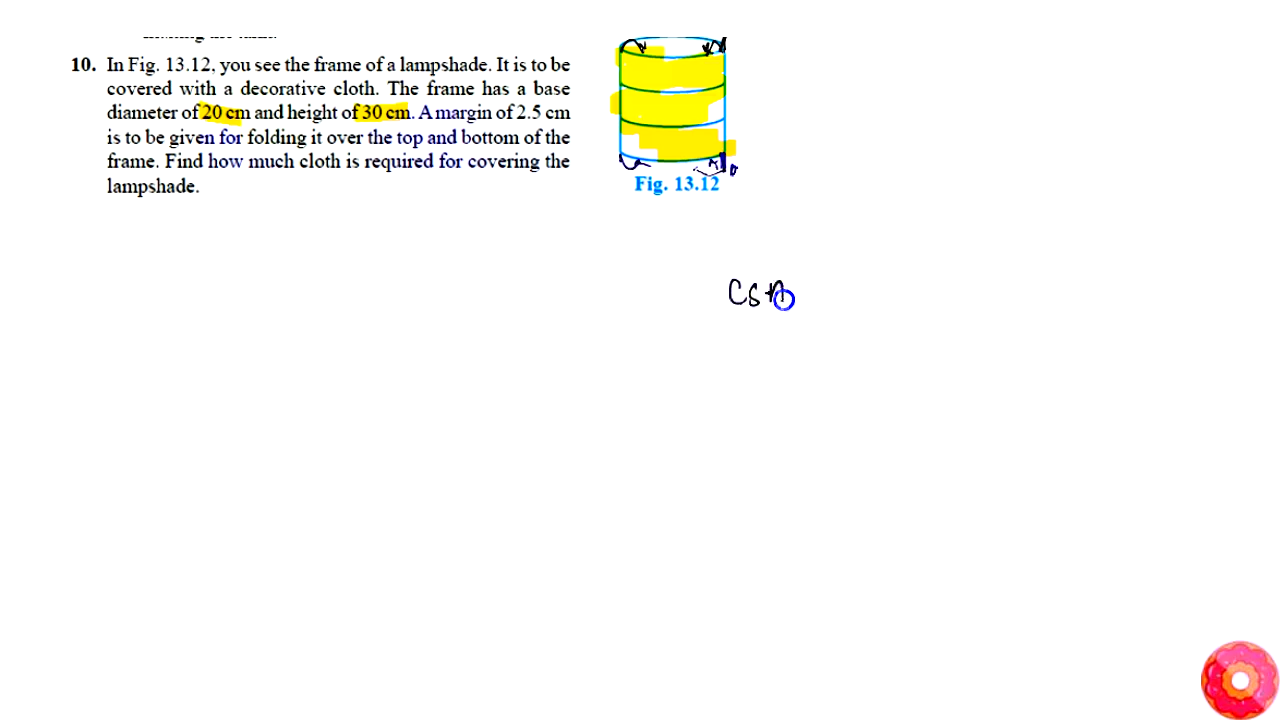 10. In Fig. 13.12, you see the frame of a lampshade. It is to be
covered with a decorative cloth. The frame has a base
diameter of 20 cm and height of 30 cm. A margin of 2.5 cm
is to be given for folding it over the top and bottom of the
frame. Find how much cloth is required for covering the
lampshade.
Fig. 13.12
CSA